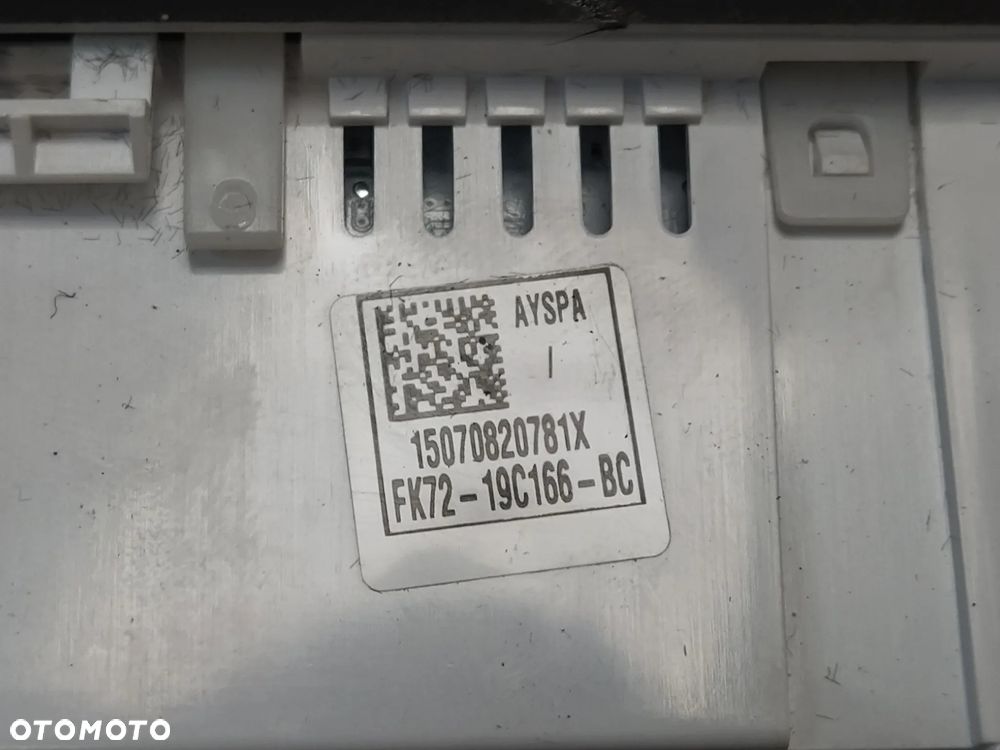 AYSPA
I
15070820781X
FK72-19C166-BC
OTOMOTO